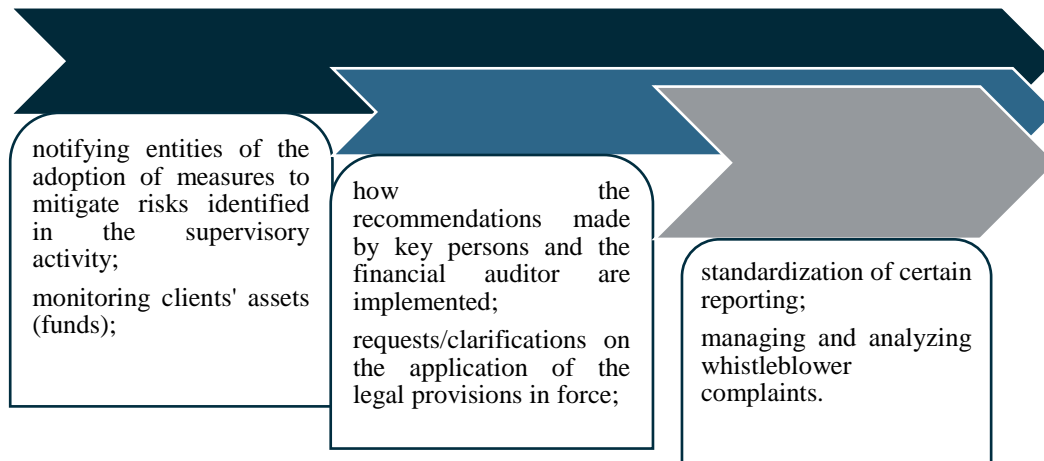 notifying entities of the
adoption of measures to
mitigate risks identified
in the supervisory
activity;
monitoring clients' assets
(funds);
how the
recommendations made
by key persons and the
financial auditor are
implemented;
requests/clarifications on
the application of the
legal provisions in force;
standardization of certain
reporting;
managing and analyzing
whistleblower
complaints.